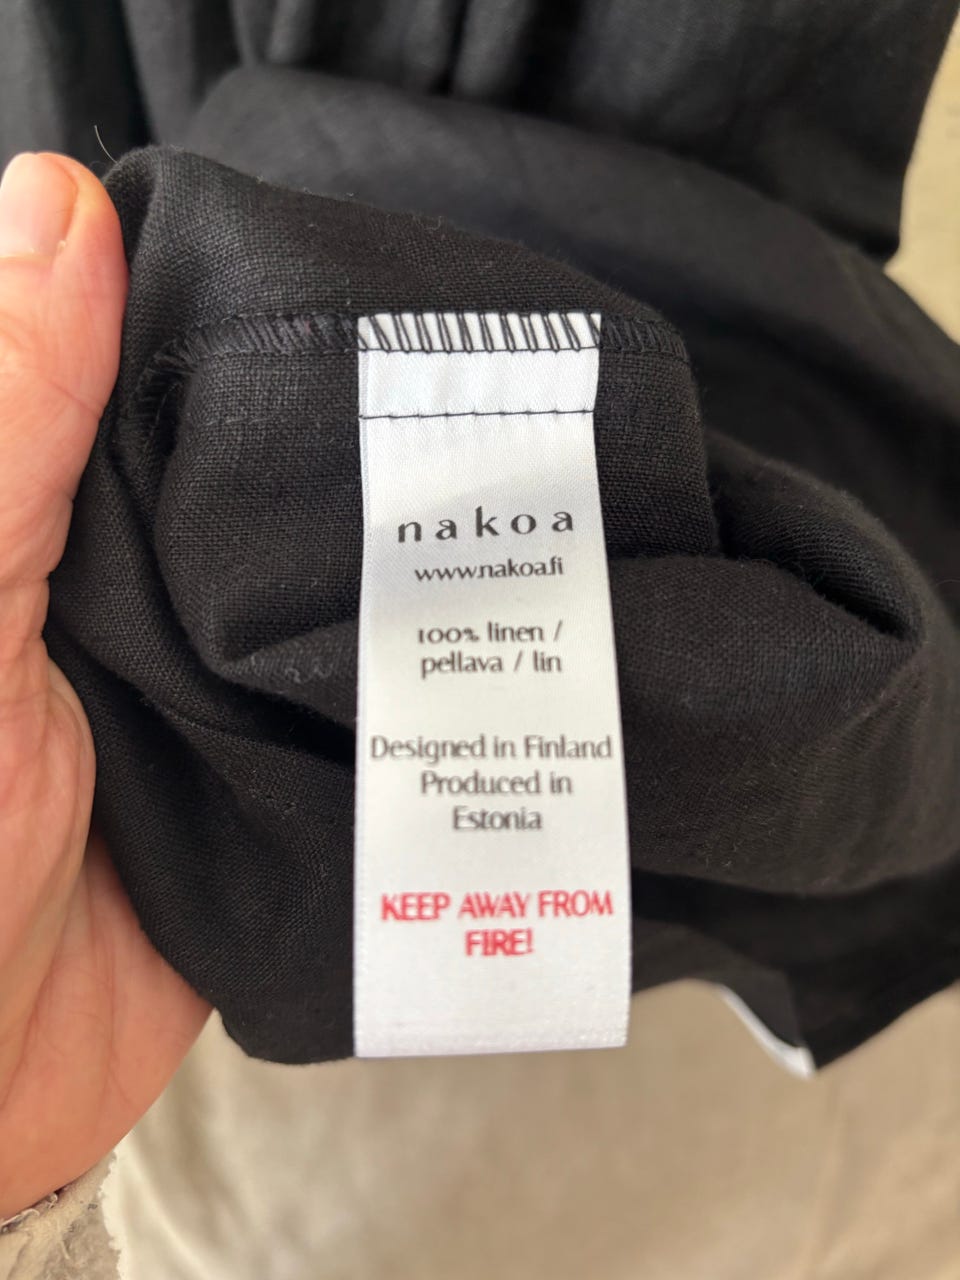 nakoa
www.nakoa.fi
100% linen /
pellava / lin
Designed in Finland
Produced in
Estonia
KEEP AWAY FROM
FIRE!